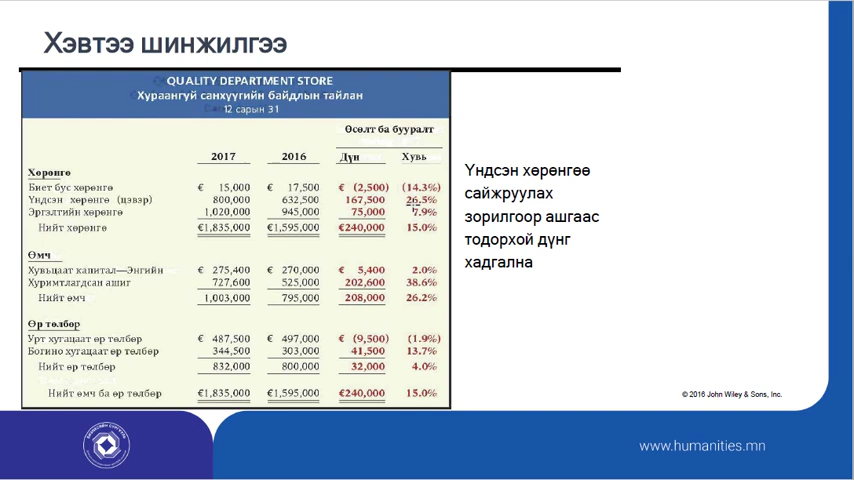 Хэвтээ шинжилгээ
QUALITY DEPARTMENT STORE
Хураангуй санхүүгийн байдлын тайлан
12 сарын 31
Өсөлт ба бууралт
2017 2016 Дүн Хувь
Хөрөнгө
Биет бус хөрөнгө € 15,000 € 17,500 € (2,500) (14.3%)
Үндсэн хөрөнгө (цэвэр) 800,000 632,500 167,500 26.5%
Эргэлтийн хөрөнгө 1,020,000 945,000 75,000 7.9%
Нийт хөрөнгө €1,835,000 €1,595,000 €240,000 15.0%
Өмч
Хувьцаат капитал—Энгийн € 275,400 € 270,000 € 5,400 2.0%
Хуримтлагдсан ашиг 727,600 525,000 202,600 38.6%
Нийт өмч 1,003,000 795,000 208,000 26.2%
Өр төлбөр
Урт хугацаат өр төлбөр € 487,500 € 497,000 € (9,500) (1.9%)
Богино хугацаат өр төлбөр 344,500 303,000 41,500 13.7%
Нийт өр төлбөр 832,000 800,000 32,000 4.0%
Нийт өмч ба өр төлбөр €1,835,000 €1,595,000 €240,000 15.0%
Үндсэн хөрөнгөө
сайжруулах
зорилгоор ашгаас
тодорхой дүнг
хадгална
© 2016 John Wiley & Sons, Inc.
www.humanities.mn